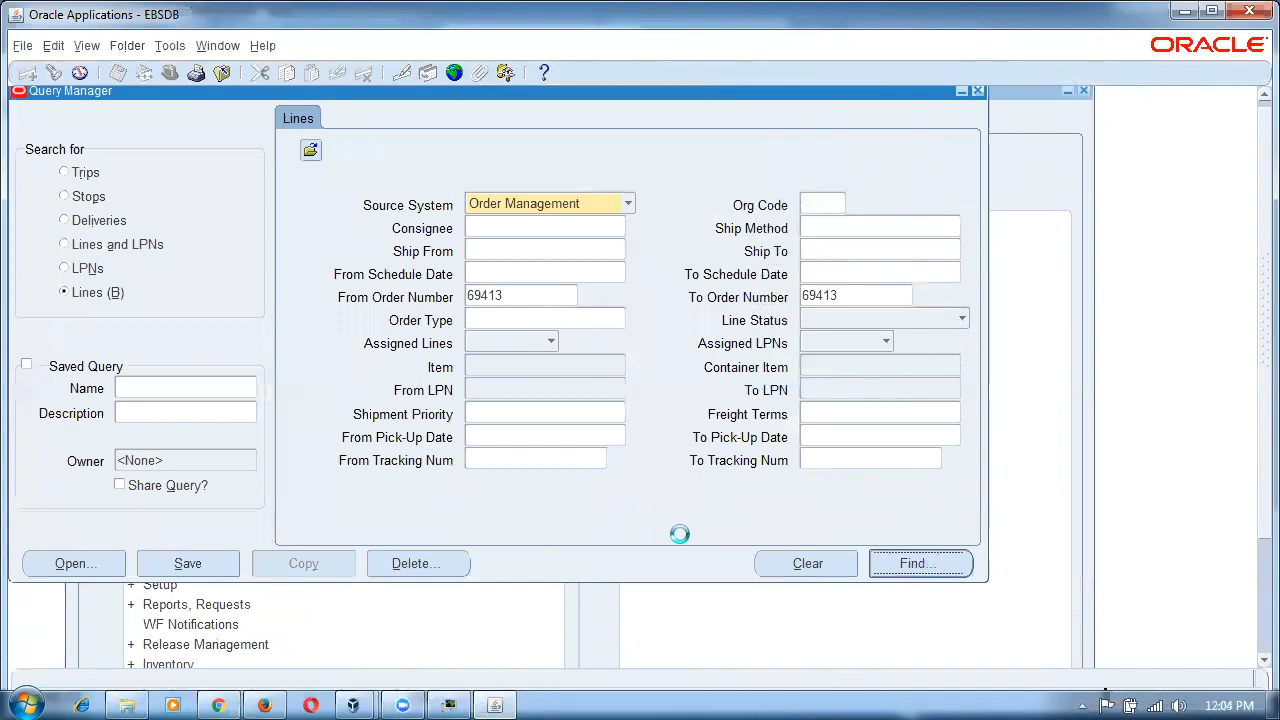 Oracle Applications - EBSDB
File Edit View Folder Tools Window Help
ORACLE
Query Manager
Lines
Search for
Trips
Stops
Deliveries
Lines and LPNs
LPNs
Lines (B)
Saved Query
Name
Description
Owner <None>
Share Query?
Source System Order Management Org Code
Consignee Ship Method
Ship From Ship To
From Schedule Date To Schedule Date
From Order Number 69413 To Order Number 69413
Order Type Line Status
Assigned Lines Assigned LPNs
Item Container Item
From LPN To LPN
Shipment Priority Freight Terms
From Pick-Up Date To Pick-Up Date
From Tracking Num To Tracking Num
Open... Save Copy Delete... Clear Find...
Setup
+ Reports, Requests
WF Notifications
+ Release Management
+ Inventory
12:04 PM